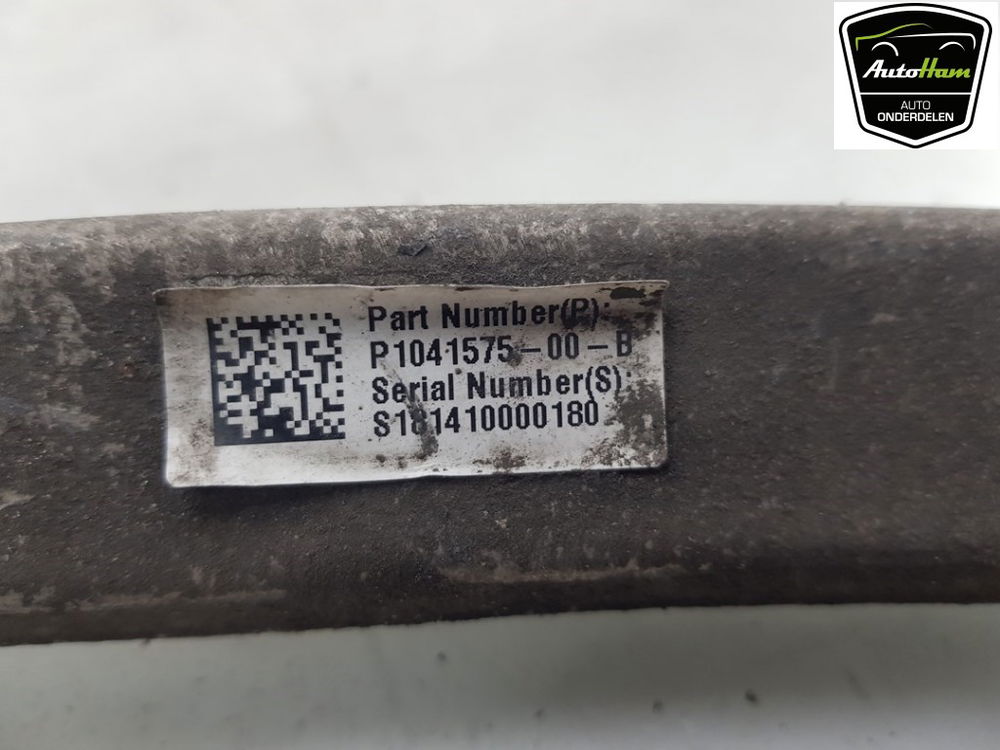 AutoHam
AUTO
ONDERDELEN
Part Number(P):
P1041575-00-B
Serial Number(S):
S181410000180